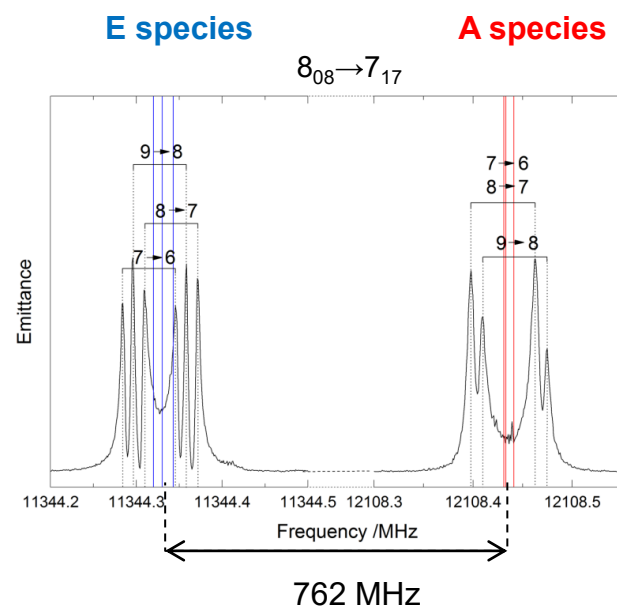 E species
A species
8₀₈→7₁₇
9→8
8→7
7→6
7→6
8→7
9→8
Emittance
11344.2
11344.3
11344.4
11344.5
12108.3
12108.4
12108.5
Frequency /MHz
762 MHz